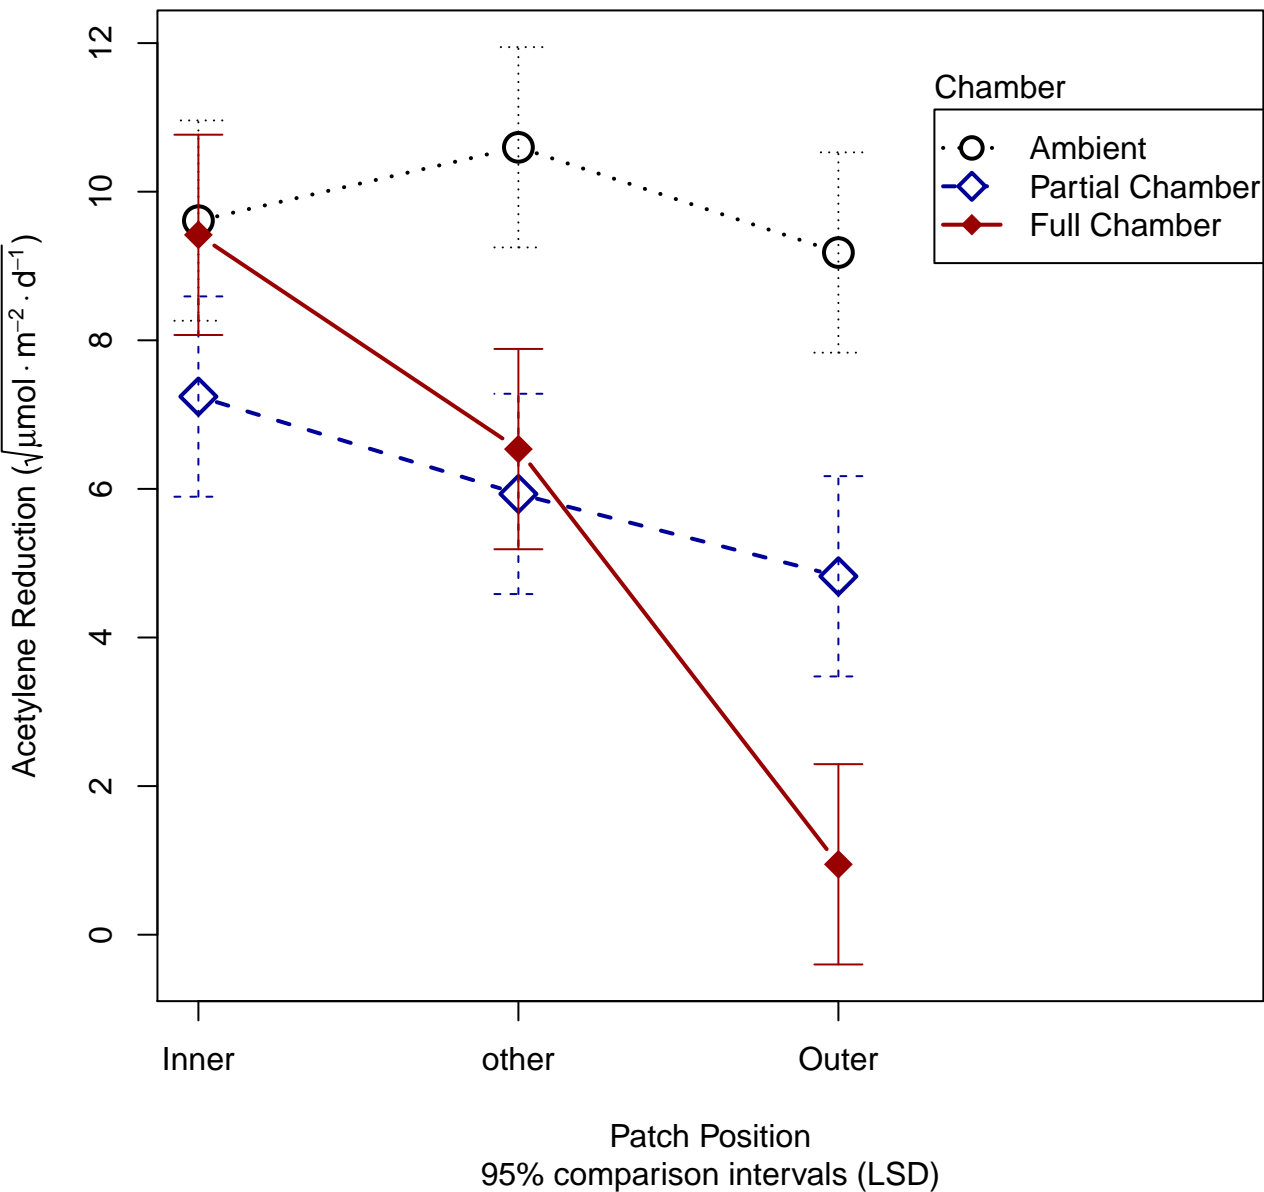 Acetylene Reduction (√μmol · m⁻² · d⁻¹)
12
10
8
6
4
2
0
Chamber
Ambient
Partial Chamber
Full Chamber
Inner other Outer
Patch Position
95% comparison intervals (LSD)